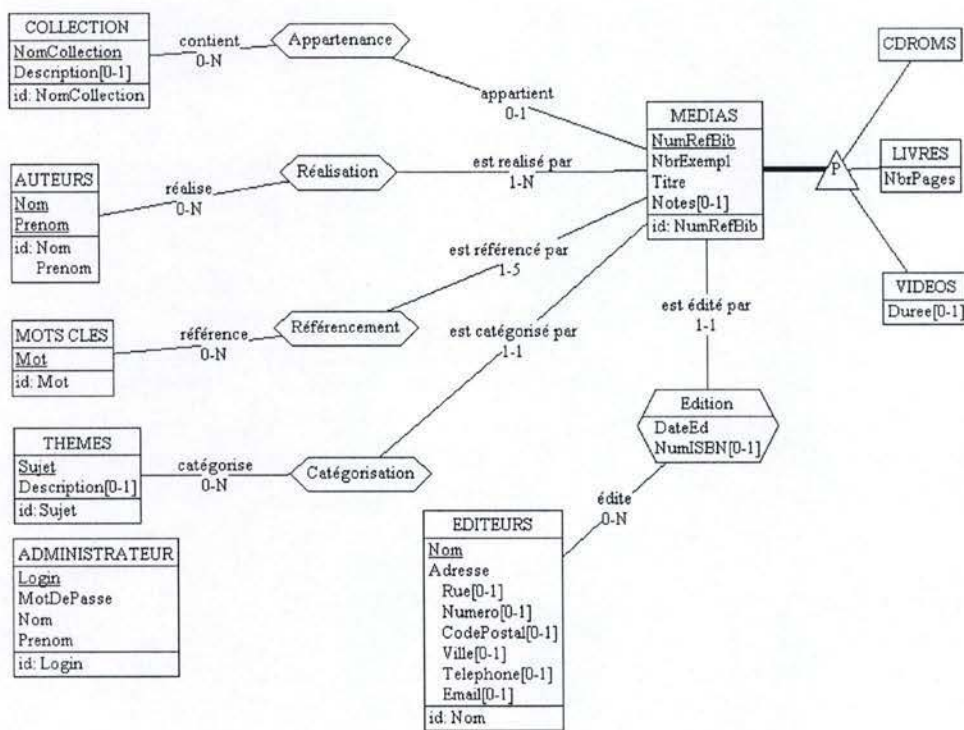 COLLECTION
NomCollection
Description[0-1]
id: NomCollection
contient
0-N
Appartenance
appartient
0-1
CDROMS
MEDIAS
NumRefBib
NbrExempl
Titre
Notes[0-1]
id: NumRefBib
P
LIVRES
NbrPages
VIDEOS
Duree[0-1]
AUTEURS
Nom
Prenom
id: Nom
Prenom
réalise
0-N
Réalisation
est realisé par
1-N
est référencé par
1-5
MOTS CLES
Mot
id: Mot
référence
0-N
Référencement
est catégorisé par
1-1
est édité par
1-1
THEMES
Sujet
Description[0-1]
id: Sujet
catégorise
0-N
Catégorisation
Edition
DateEd
NumISBN[0-1]
édite
0-N
ADMINISTRATEUR
Login
MotDePasse
Nom
Prenom
id: Login
EDITEURS
Nom
Adresse
Rue[0-1]
Numero[0-1]
CodePostal[0-1]
Ville[0-1]
Telephone[0-1]
Email[0-1]
id: Nom